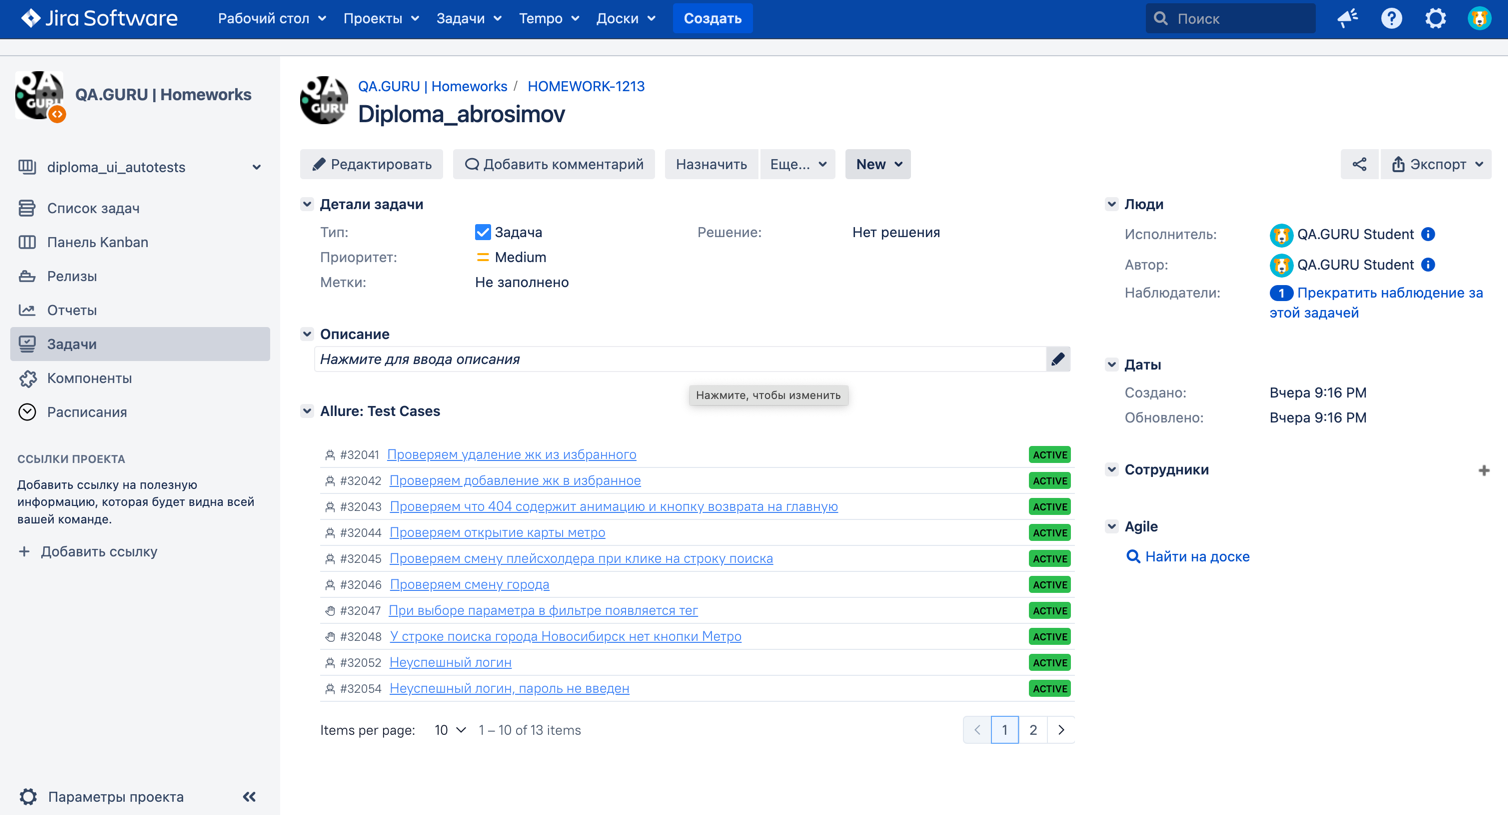 Jira Software
Рабочий стол
Проекты
Задачи
Tempo
Доски
Создать
Поиск
QA.GURU | Homeworks
diploma_ui_autotests
Список задач
Панель Kanban
Релизы
Отчеты
Задачи
Компоненты
Расписания
ССЫЛКИ ПРОЕКТА
Добавить ссылку на полезную
информацию, которая будет видна всей
вашей команде.
+ Добавить ссылку
Параметры проекта
QA GURU
QA.GURU | Homeworks / HOMEWORK-1213
Diploma_abrosimov
Редактировать
Добавить комментарий
Назначить
Еще...
New
Экспорт
Детали задачи
Тип: Задача
Решение: Нет решения
Приоритет: Medium
Метки: Не заполнено
Описание
Нажмите для ввода описания
Нажмите, чтобы изменить
Allure: Test Cases
#32041 Проверяем удаление жк из избранного ACTIVE
#32042 Проверяем добавление жк в избранное ACTIVE
#32043 Проверяем что 404 содержит анимацию и кнопку возврата на главную ACTIVE
#32044 Проверяем открытие карты метро ACTIVE
#32045 Проверяем смену плейсхолдера при клике на строку поиска ACTIVE
#32046 Проверяем смену города ACTIVE
#32047 При выборе параметра в фильтре появляется тег ACTIVE
#32048 У строке поиска города Новосибирск нет кнопки Метро ACTIVE
#32052 Неуспешный логин ACTIVE
#32054 Неуспешный логин, пароль не введен ACTIVE
Items per page: 10 1 – 10 of 13 items
1 2
Люди
Исполнитель: QA.GURU Student
Автор: QA.GURU Student
Наблюдатели: 1 Прекратить наблюдение за
этой задачей
Даты
Создано: Вчера 9:16 PM
Обновлено: Вчера 9:16 PM
Сотрудники
Agile
Найти на доске